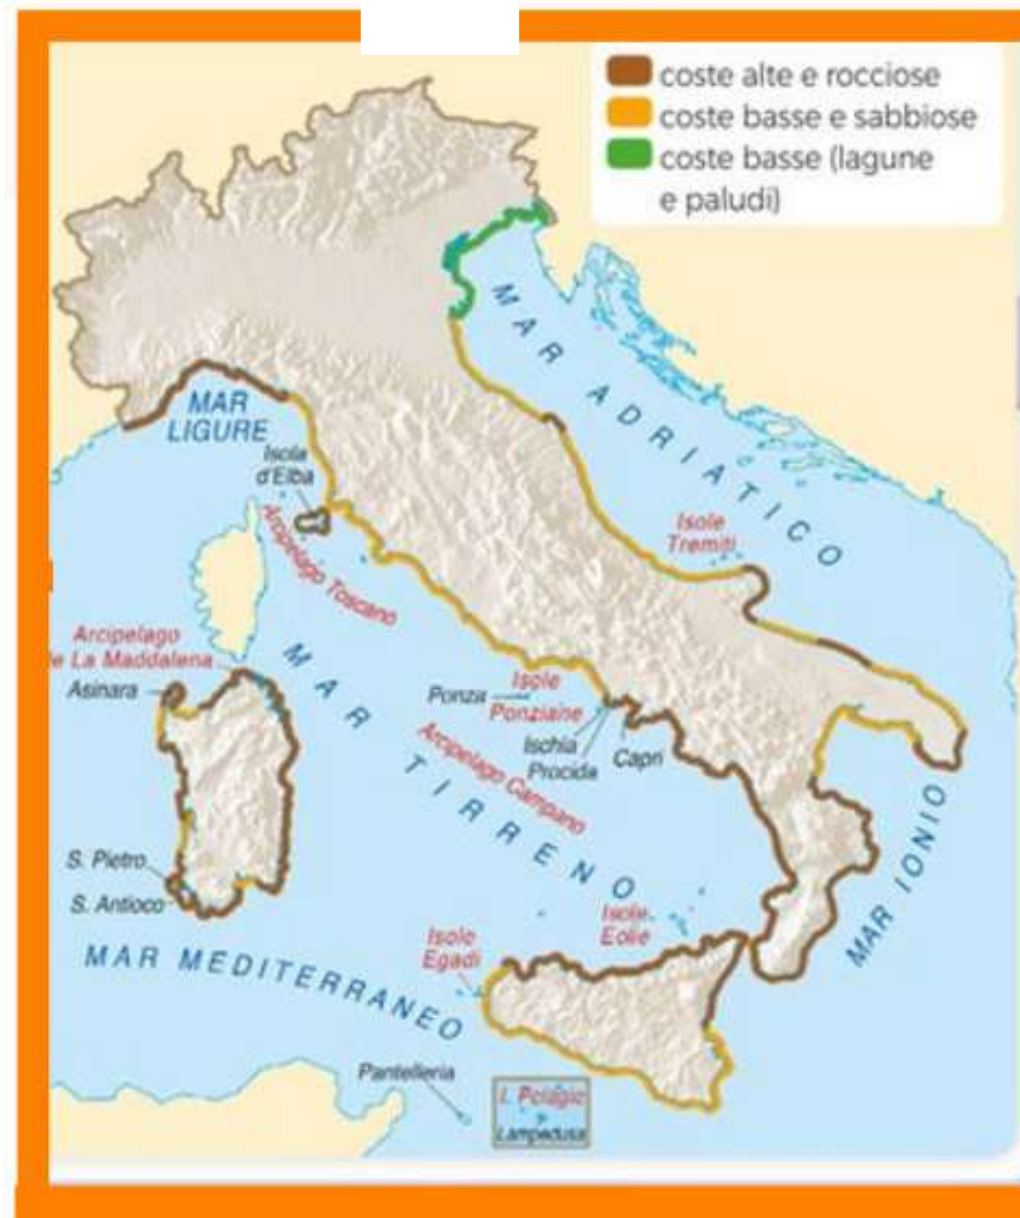 coste alte e rocciose
coste basse e sabbiose
coste basse (lagune
e paludi)
MAR ADRIATICO
MAR
LIGURE
Isola
d'Elba
Arcipelago Toscano
Isole
Tremiti
Arcipelago
e La Maddalena
Asinara
MAR TIRRENO
Ponza
Isole
Ponziane
Ischia
Procida
Capri
Arcipelago Campano
MAR IONIO
S. Pietro
S. Antioco
Isole
Eolie
Isole
Egadi
MAR MEDITERRANEO
Pantelleria
I. Pelagie
Lampedusa